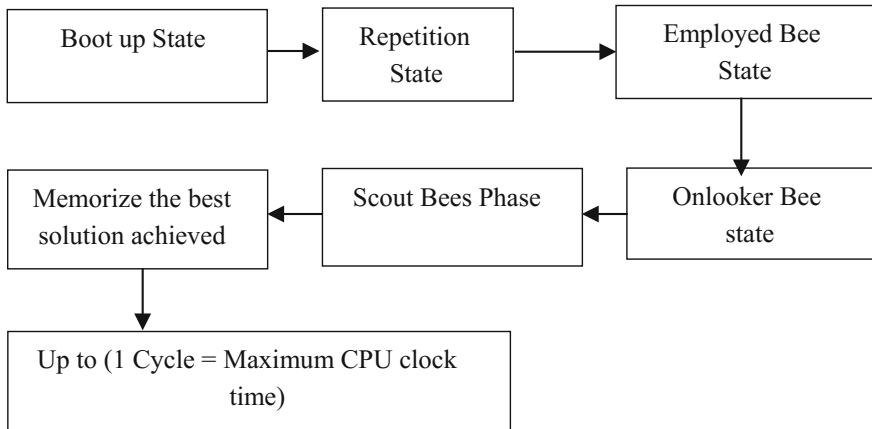 Boot up State
Repetition
State
Employed Bee
State
Onlooker Bee
state
Scout Bees Phase
Memorize the best
solution achieved
Up to (1 Cycle = Maximum CPU clock
time)